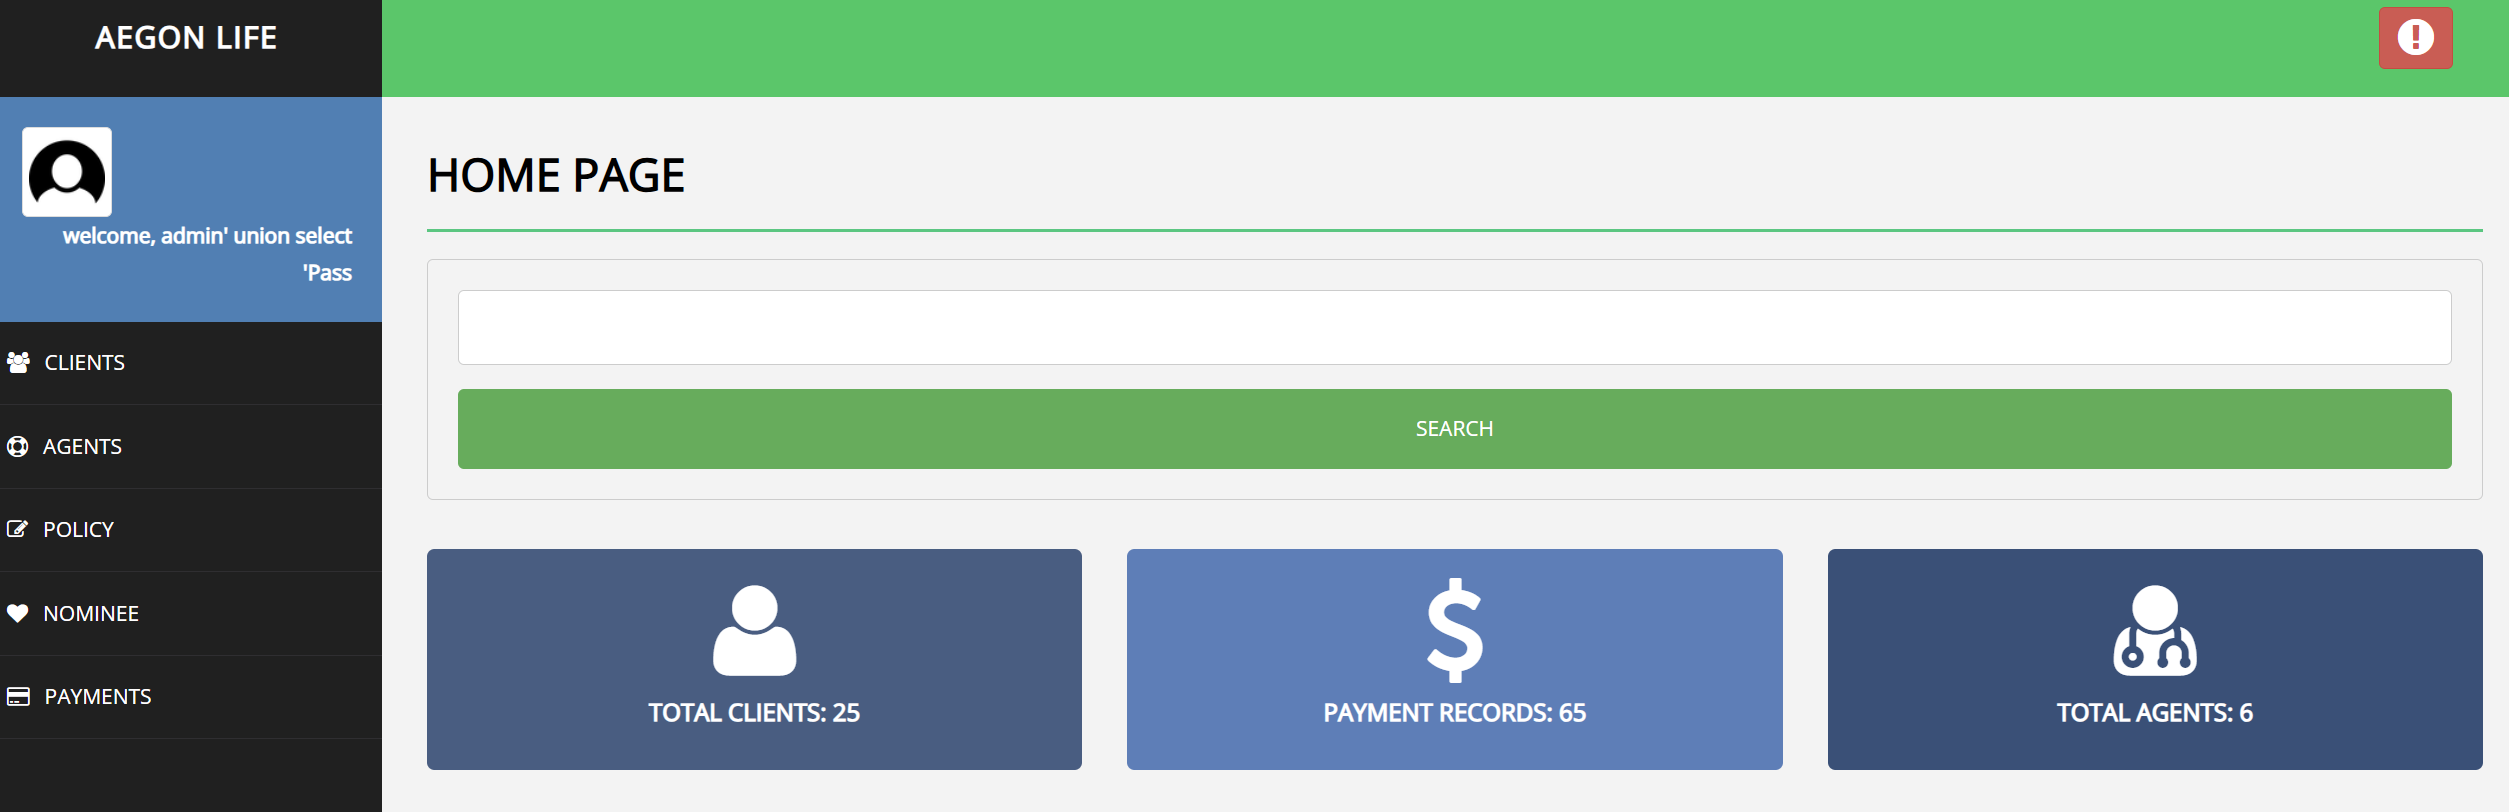 AEGON LIFE
welcome, admin' union select
'Pass
CLIENTS
AGENTS
POLICY
NOMINEE
PAYMENTS
HOME PAGE
SEARCH
TOTAL CLIENTS: 25
PAYMENT RECORDS: 65
TOTAL AGENTS: 6